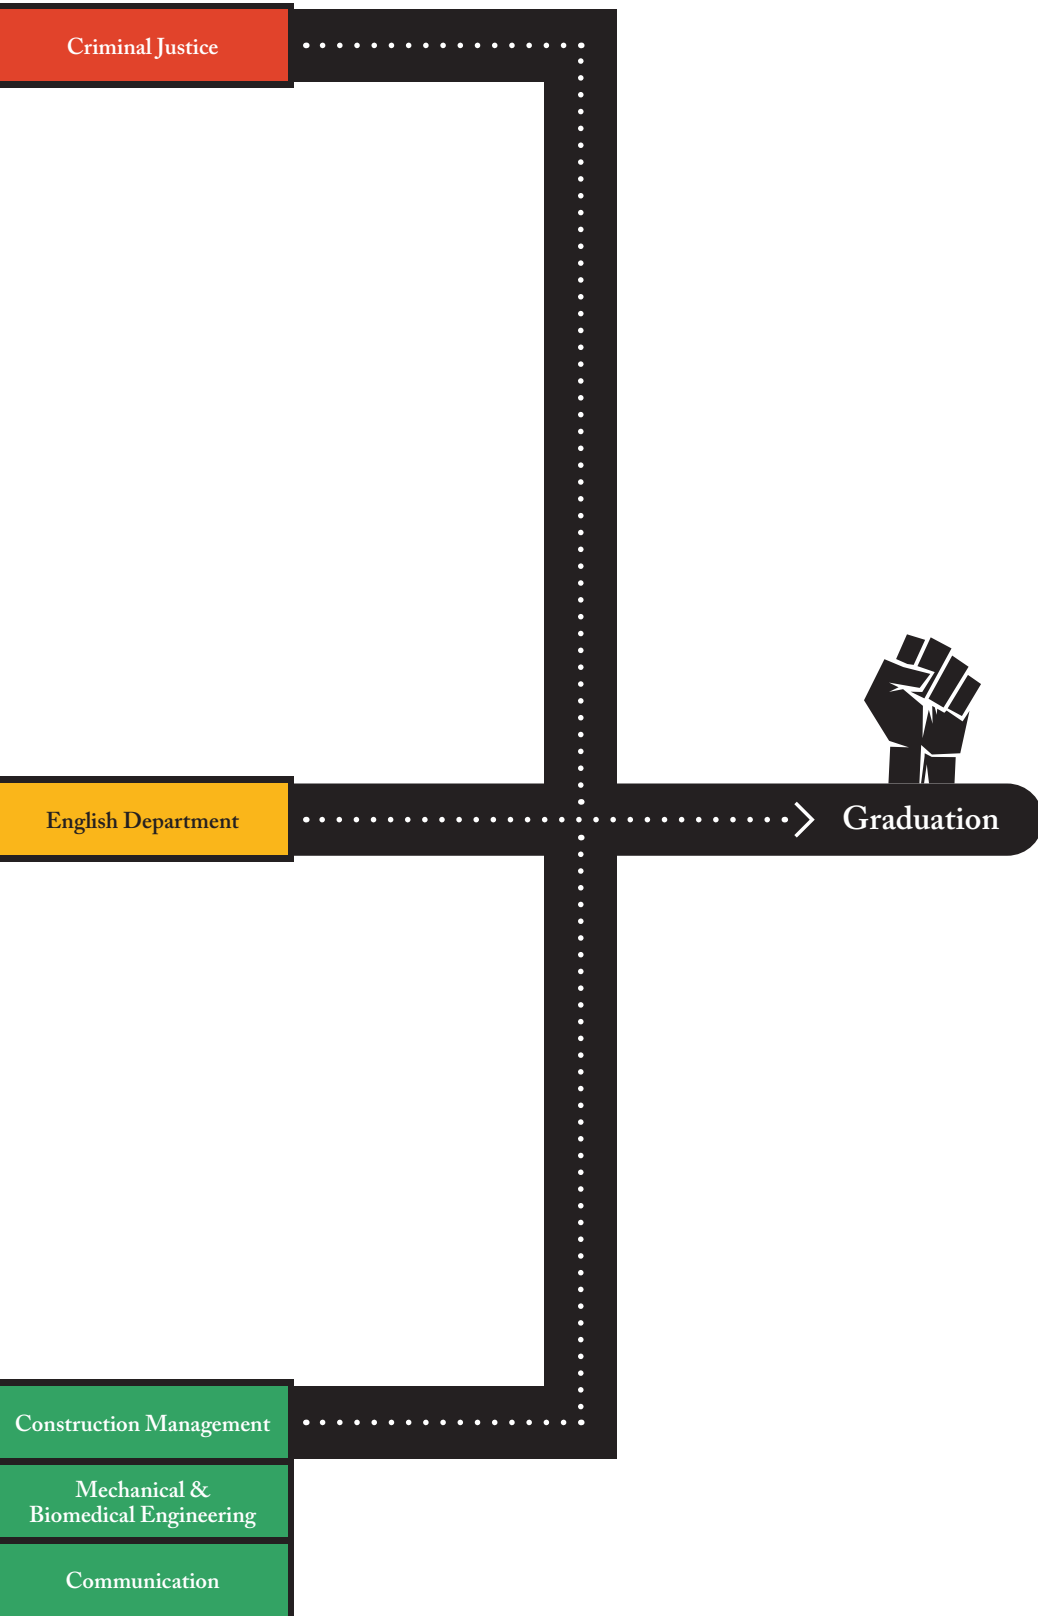 Criminal Justice
English Department
Graduation
Construction Management
Mechanical &
Biomedical Engineering
Communication